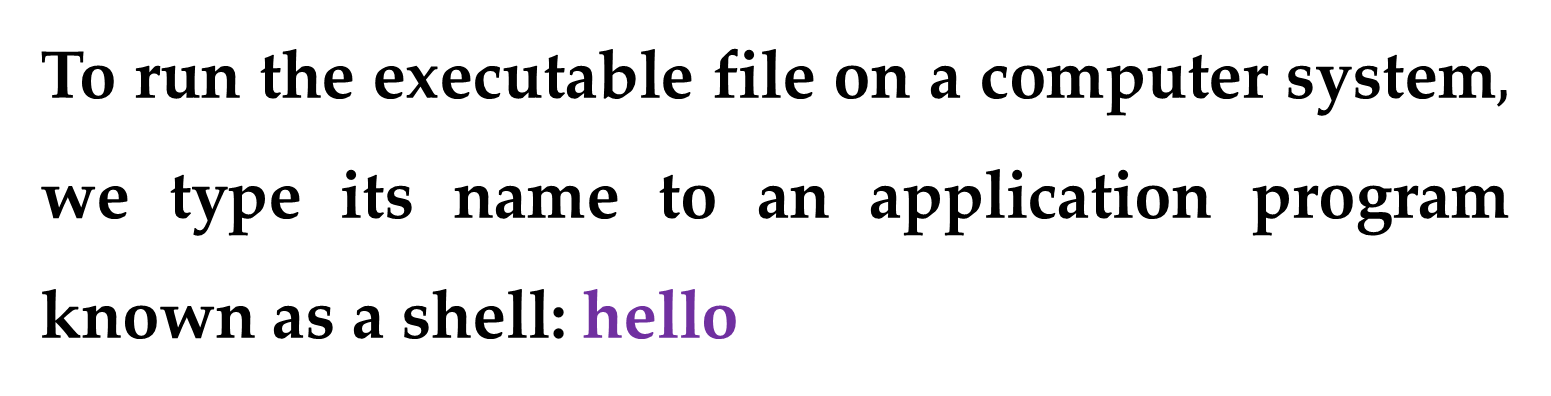 To run the executable file on a computer system,
we type its name to an application program
known as a shell: hello